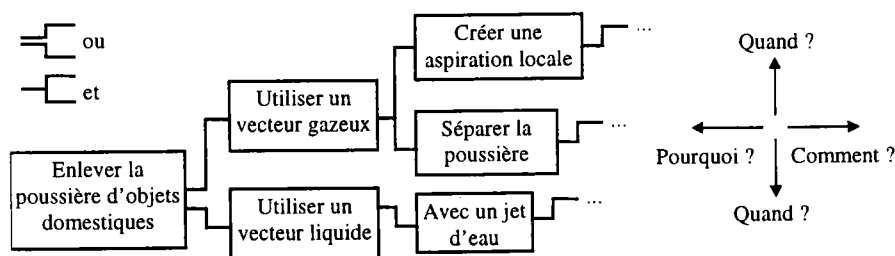 ou
et
Enlever la
poussière d'objets
domestiques
Utiliser un
vecteur gazeux
Utiliser un
vecteur liquide
Créer une
aspiration locale
Séparer la
poussière
Avec un jet
d'eau
...
...
...
Quand ?
Pourquoi ?
Comment ?
Quand ?